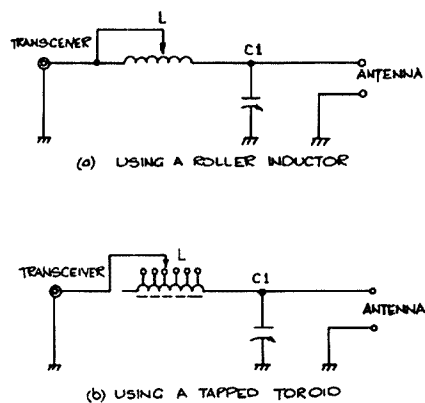 L
TRANSCEIVER
C1
ANTENNA
(a) USING A ROLLER INDUCTOR
L
TRANSCEIVER
C1
ANTENNA
(b) USING A TAPPED TOROID